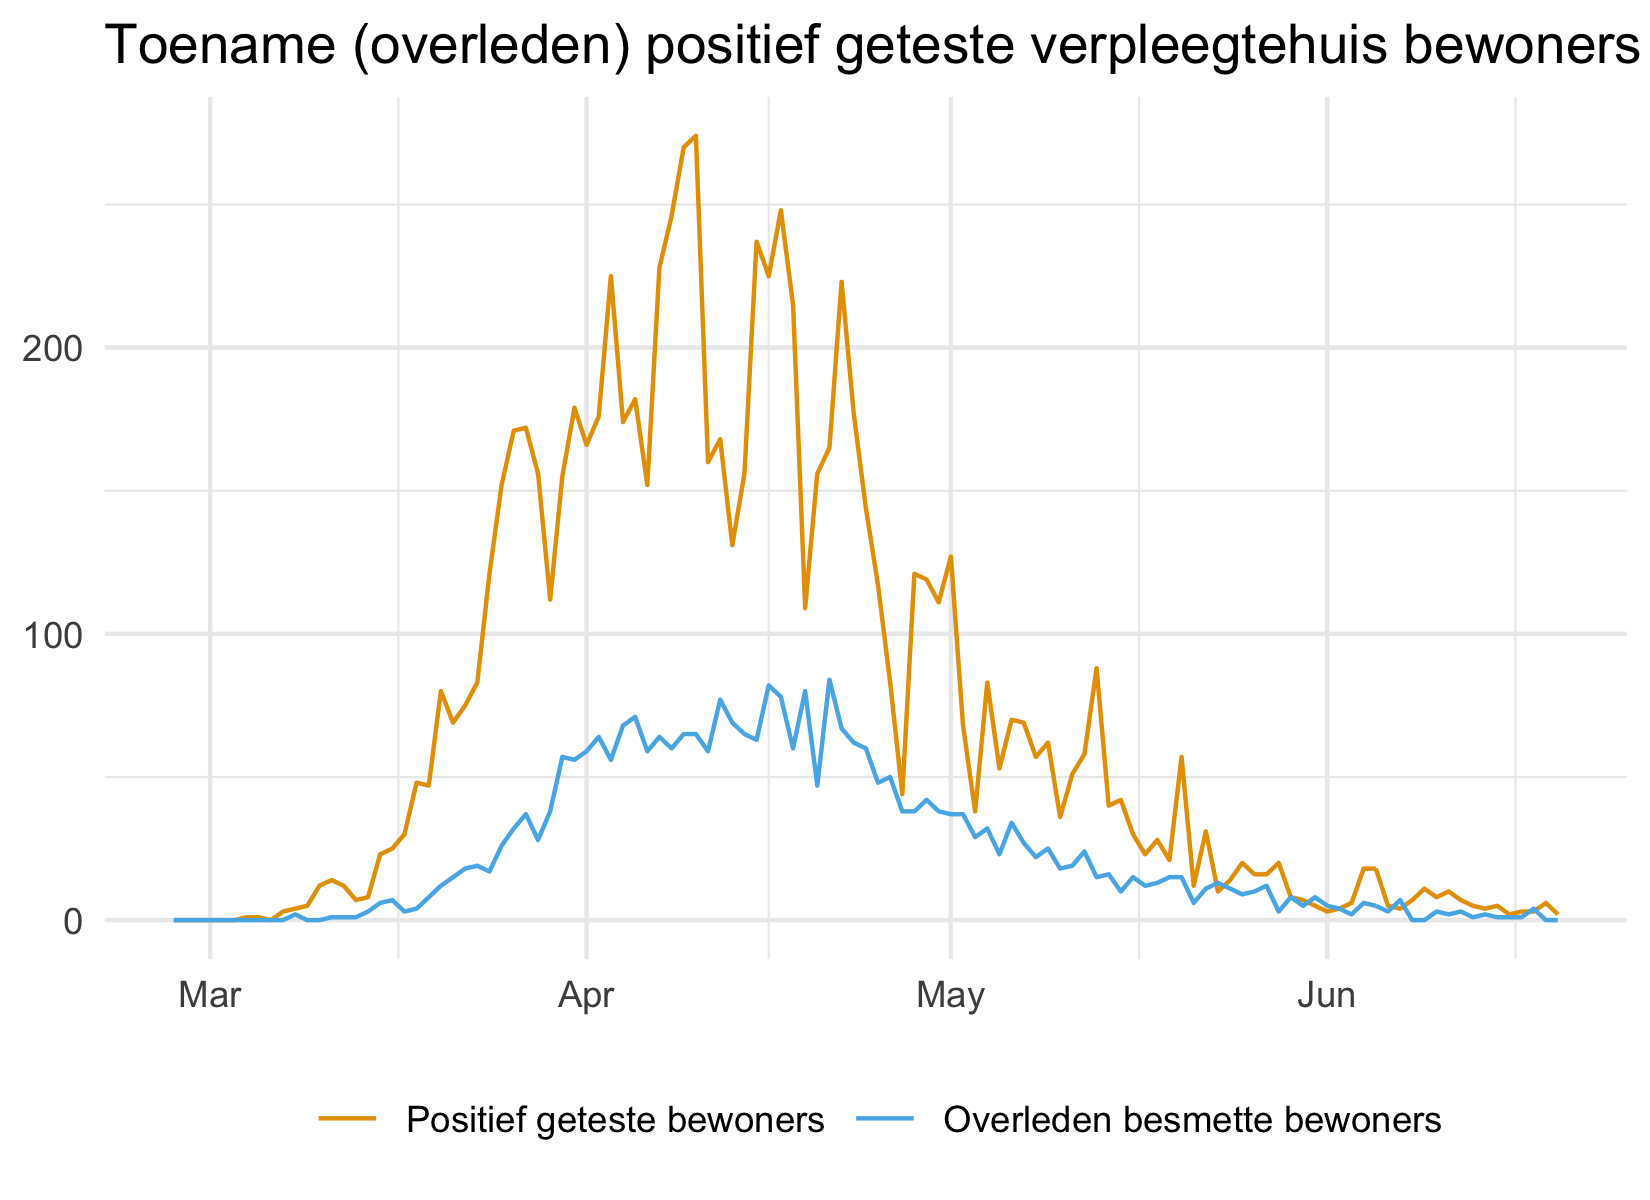 Toename (overleden) positief geteste verpleegtehuis bewoners
200
100
0
Mar Apr May Jun
Positief geteste bewoners Overleden besmette bewoners